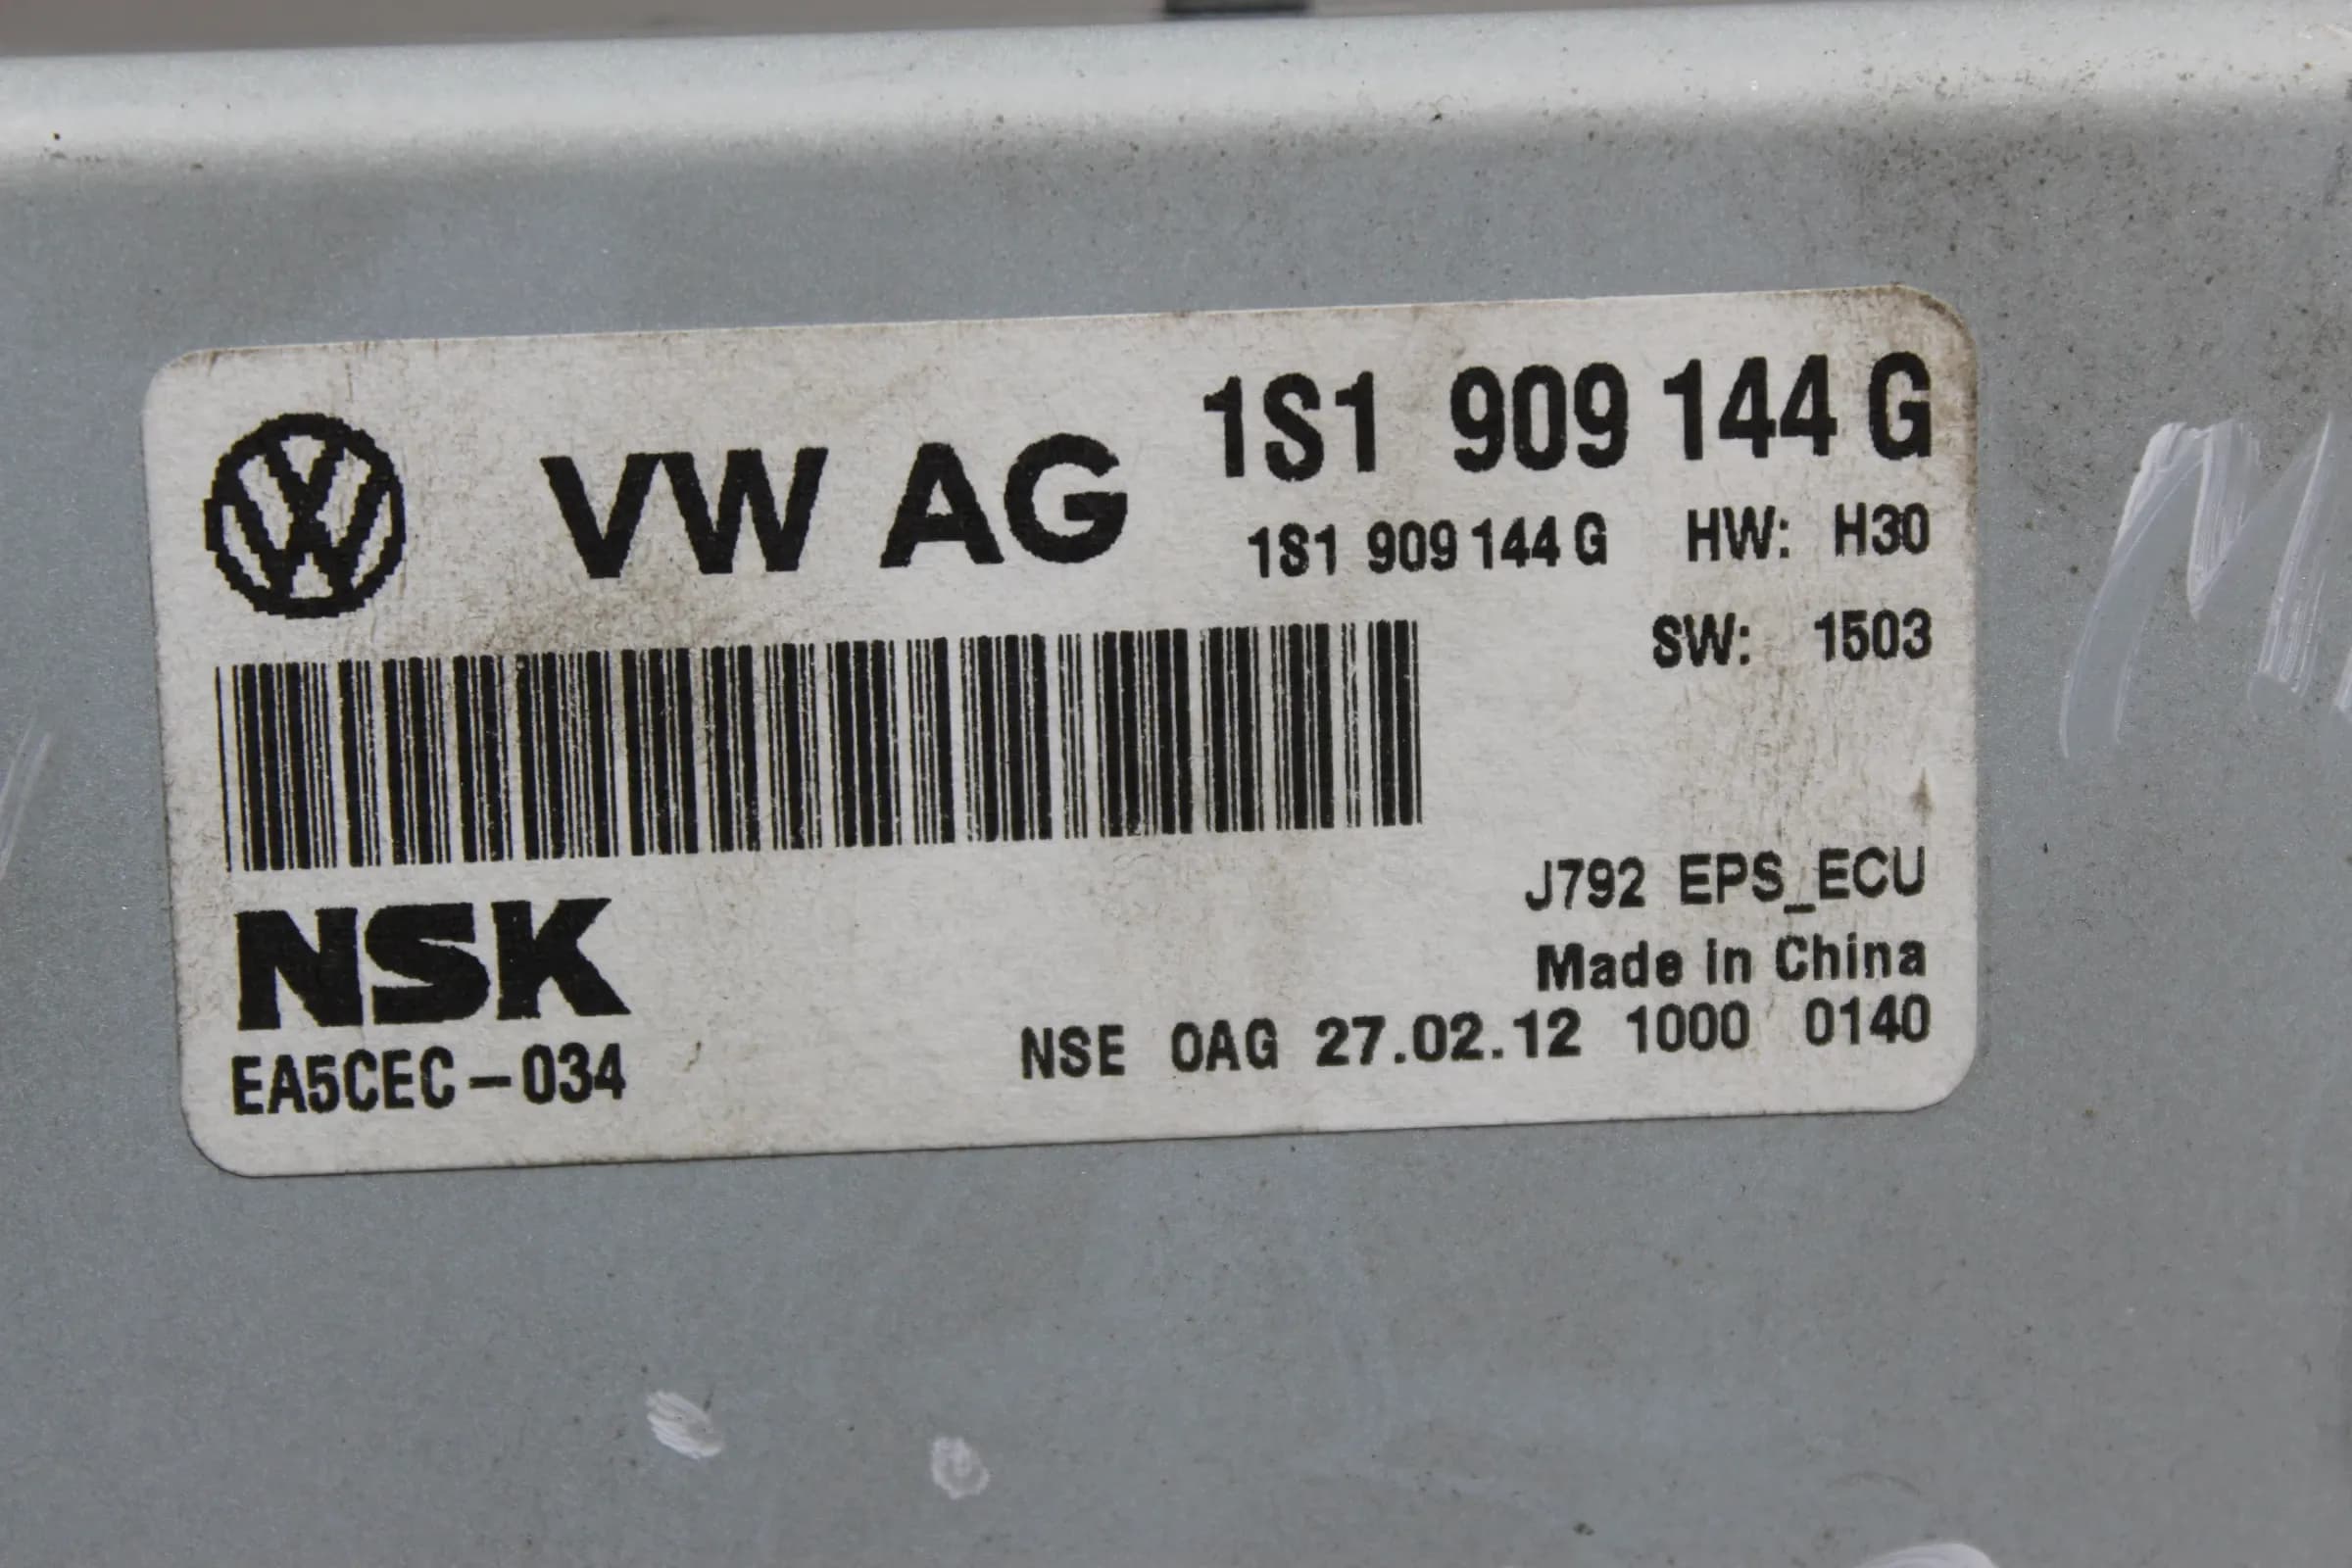 VW AG 1S1 909 144 G
1S1 909 144 G HW: H30
SW: 1503
NSK
J792 EPS_ECU
Made in China
EA5CEC-034 NSE 0AG 27.02.12 1000 0140